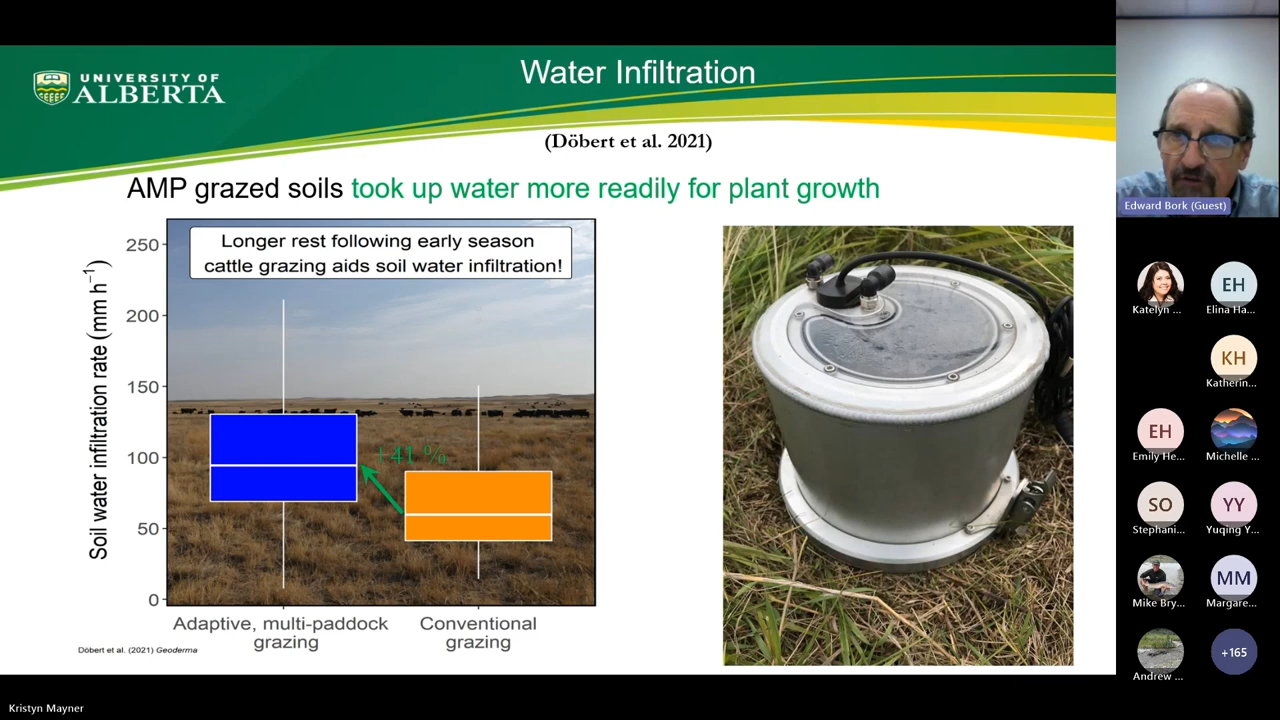 UNIVERSITY OF
ALBERTA
Water Infiltration
(Döbert et al. 2021)
AMP grazed soils took up water more readily for plant growth
Longer rest following early season
cattle grazing aids soil water infiltration!
Soil water infiltration rate (mm h⁻¹)
250
200
150
100
50
0
+41 %
Adaptive, multi-paddock
grazing
Conventional
grazing
Döbert et al. (2021) Geoderma
Edward Bork (Guest)
Katelyn ...
EH
Elina Ha...
KH
Katherin...
EH
Emily He...
Michelle ...
SO
Stephani...
YY
Yuqing Y...
Mike Bry...
MM
Margare...
Andrew ...
+165
Kristyn Mayner